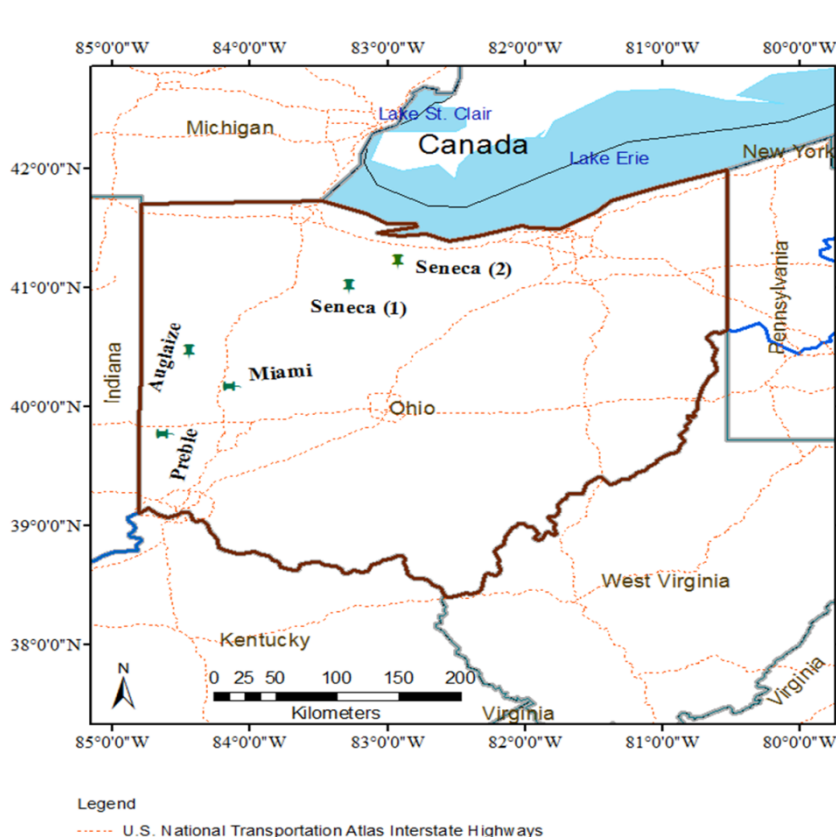 85°0'0"W 84°0'0"W 83°0'0"W 82°0'0"W 81°0'0"W 80°0'0"W
Lake St. Clair
Michigan
Canada
Lake Erie
New York
42°0'0"N
Seneca (2)
41°0'0"N
Seneca (1)
Pennsylvania
Auglaize
Miami
Indiana
40°0'0"N
Ohio
Preble
39°0'0"N
West Virginia
38°0'0"N
Kentucky
Virginia
N
0 25 50 100 150 200
Kilometers
Virginia
85°0'0"W 84°0'0"W 83°0'0"W 82°0'0"W 81°0'0"W 80°0'0"W
Legend
U.S. National Transportation Atlas Interstate Highways